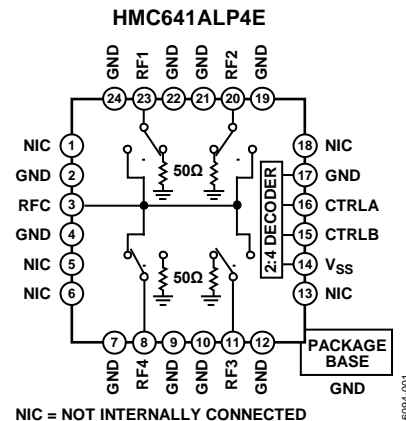 HMC641ALP4E
GND RF1 GND GND RF2 GND
24 23 22 21 20 19
NIC 1
GND 2
RFC 3
GND 4
NIC 5
NIC 6
50Ω
50Ω
2:4 DECODER
18 NIC
17 GND
16 CTRLA
15 CTRLB
14 VSS
13 NIC
7 8 9 10 11 12
GND RF4 GND GND RF3 GND
PACKAGE
BASE
GND
NIC = NOT INTERNALLY CONNECTED